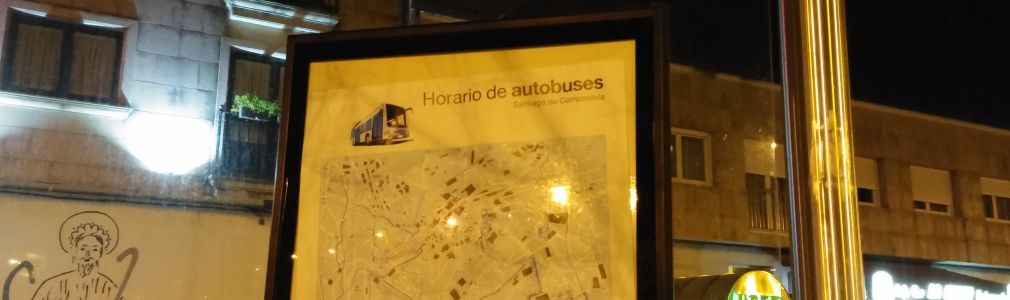 Horario de autobuses
Santiago de Compostela